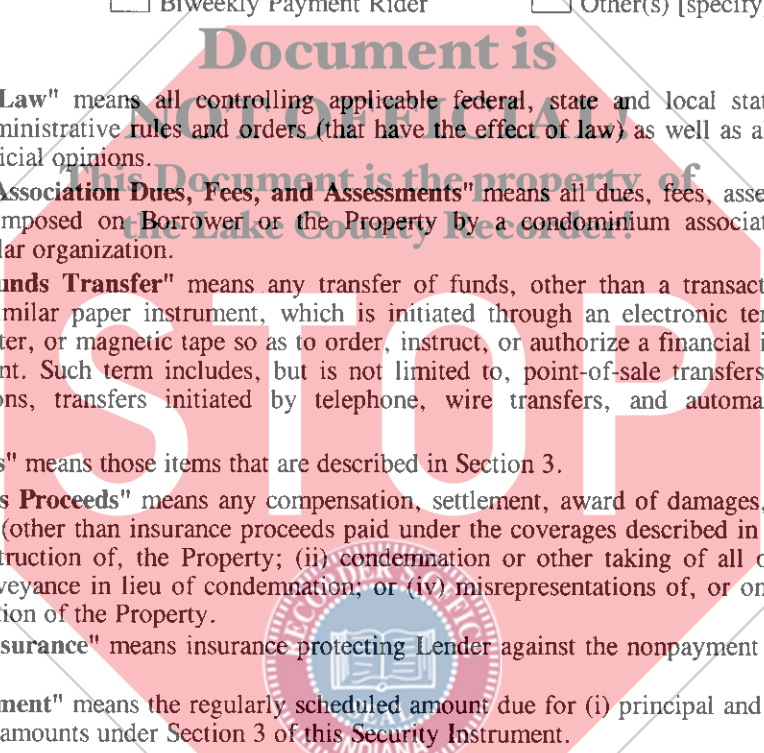 Biweekly Payment Rider Other(s) [specify
Document is
Law" means all controlling applicable federal, state and local stat
ministrative rules and orders (that have the effect of law) as well as al
NOT OFFICIAL!
icial opinions.
This Document is the property of
Association Dues, Fees, and Assessments" means all dues, fees, asse
mposed on Borrower or the Property by a condominium associat
the Lake County Recorder!
lar organization.
unds Transfer" means any transfer of funds, other than a transact
milar paper instrument, which is initiated through an electronic ter
ter, or magnetic tape so as to order, instruct, or authorize a financial i
nt. Such term includes, but is not limited to, point-of-sale transfers
ons, transfers initiated by telephone, wire transfers, and automa
STOP
s" means those items that are described in Section 3.
s Proceeds" means any compensation, settlement, award of damages,
(other than insurance proceeds paid under the coverages described in
truction of, the Property; (ii) condemnation or other taking of all o
veyance in lieu of condemnation; or (iv) misrepresentations of, or on
tion of the Property.
RECORDER'S OFFIC
surance" means insurance protecting Lender against the nonpayment
ment" means the regularly scheduled amount due for (i) principal and
SEAL
amounts under Section 3 of this Security Instrument.
INDIANA